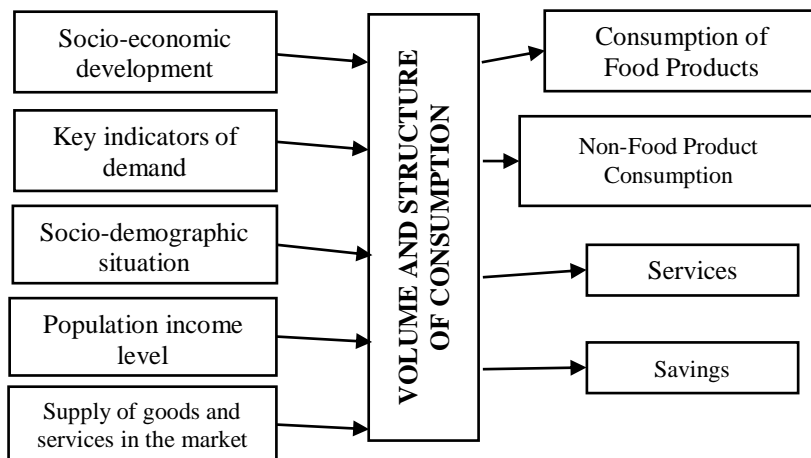 Socio-economic
development
Key indicators of
demand
Socio-demographic
situation
Population income
level
Supply of goods and
services in the market
VOLUME AND STRUCTURE
OF CONSUMPTION
Consumption of
Food Products
Non-Food Product
Consumption
Services
Savings